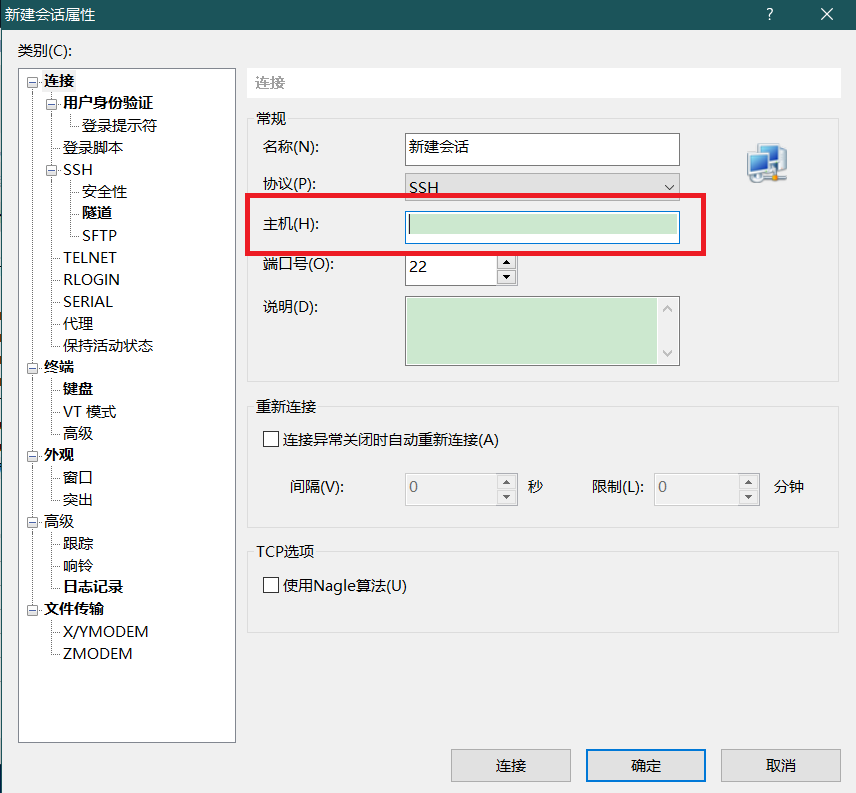 新建会话属性
?
类别(C):
连接
用户身份验证
登录提示符
登录脚本
SSH
安全性
隧道
SFTP
TELNET
RLOGIN
SERIAL
代理
保持活动状态
终端
键盘
VT 模式
高级
外观
窗口
突出
高级
跟踪
响铃
日志记录
文件传输
X/YMODEM
ZMODEM
连接
常规
名称(N): 新建会话
协议(P): SSH
主机(H):
端口号(O): 22
说明(D):
重新连接
连接异常关闭时自动重新连接(A)
间隔(V): 0 秒 限制(L): 0 分钟
TCP选项
使用Nagle算法(U)
连接 确定 取消